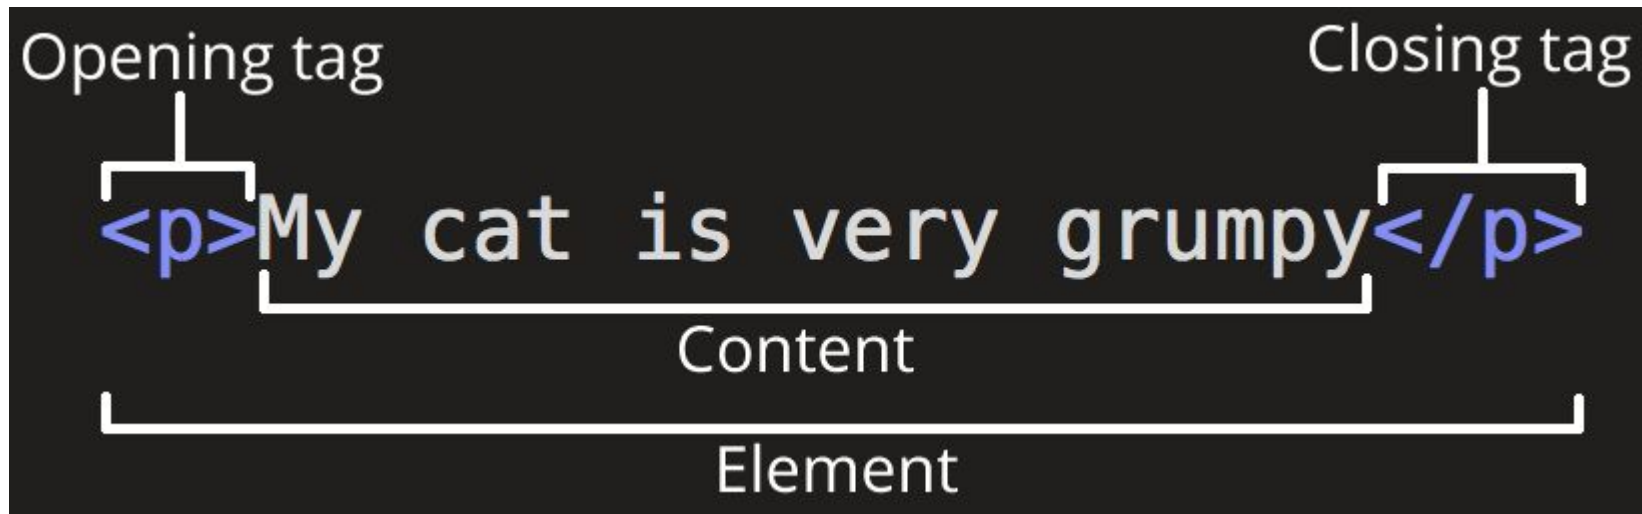 Opening tag
Closing tag
<p>My cat is very grumpy</p>
Content
Element